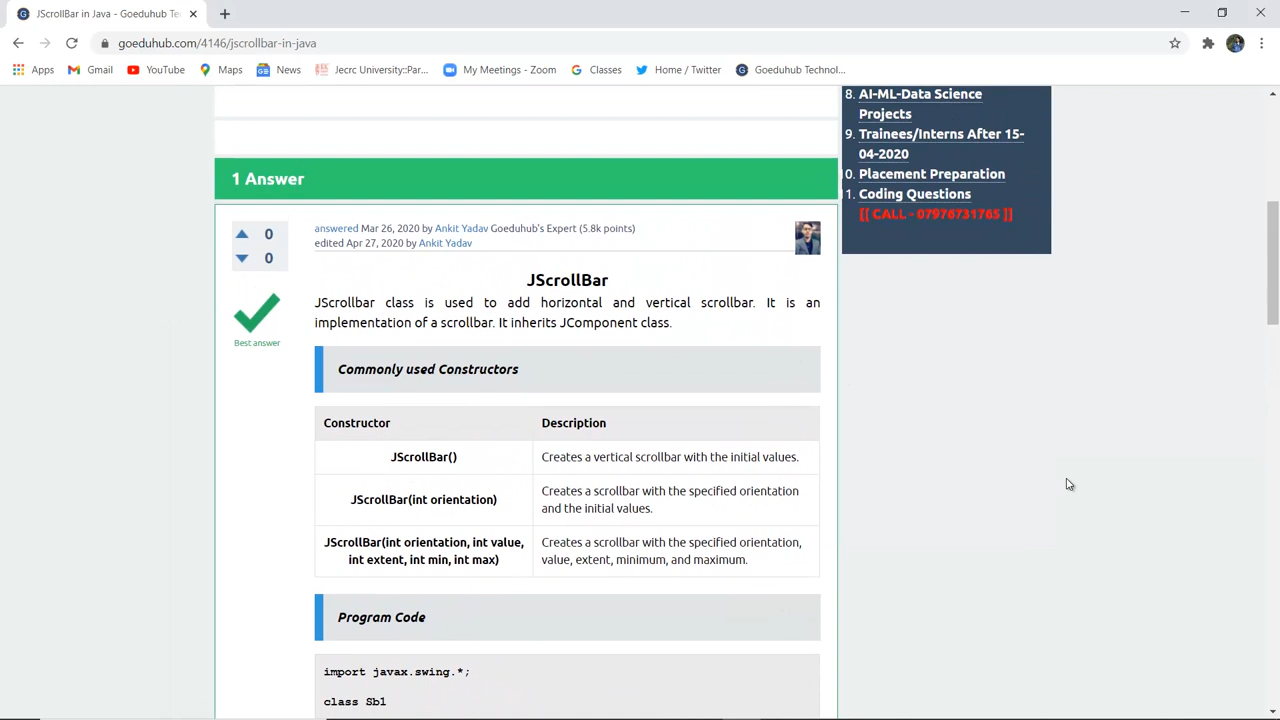 JScrollBar in Java - Goeduhub Te
goeduhub.com/4146/jscrollbar-in-java
Apps Gmail YouTube Maps News Jecrc University::Par... My Meetings - Zoom Classes Home / Twitter Goeduhub Technol...
8. AI-ML-Data Science
Projects
9. Trainees/Interns After 15-
04-2020
10. Placement Preparation
11. Coding Questions
[[ CALL - 07976731765 ]]
1 Answer
0
0
Best answer
answered Mar 26, 2020 by Ankit Yadav Goeduhub's Expert (5.8k points)
edited Apr 27, 2020 by Ankit Yadav
JScrollBar
JScrollbar class is used to add horizontal and vertical scrollbar. It is an
implementation of a scrollbar. It inherits JComponent class.
Commonly used Constructors
Constructor Description
JScrollBar() Creates a vertical scrollbar with the initial values.
JScrollBar(int orientation) Creates a scrollbar with the specified orientation
and the initial values.
JScrollBar(int orientation, int value, Creates a scrollbar with the specified orientation,
int extent, int min, int max) value, extent, minimum, and maximum.
Program Code
import javax.swing.*;
class Sb1